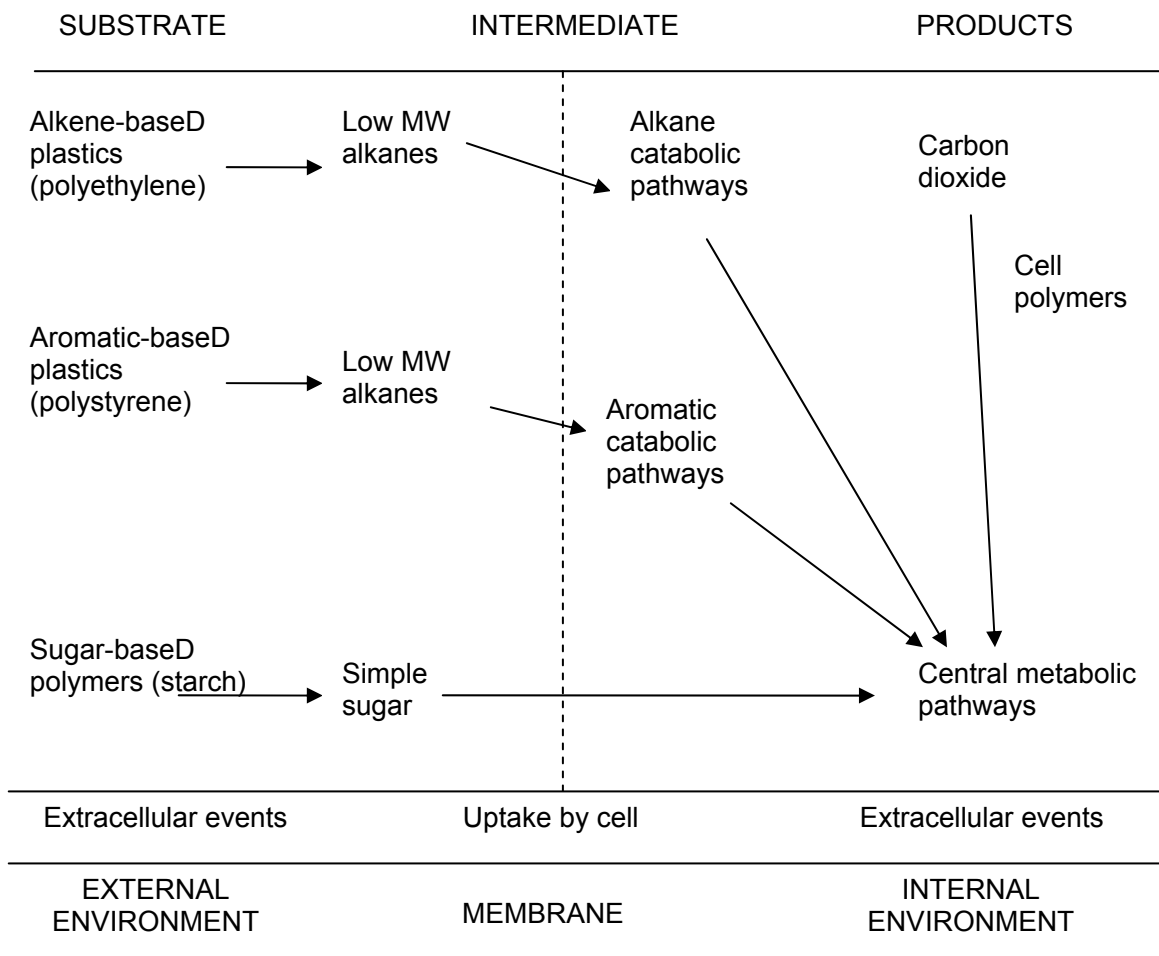 SUBSTRATE
INTERMEDIATE
PRODUCTS
Alkene-baseD
plastics
(polyethylene)
Low MW
alkanes
Alkane
catabolic
pathways
Carbon
dioxide
Cell
polymers
Aromatic-baseD
plastics
(polystyrene)
Low MW
alkanes
Aromatic
catabolic
pathways
Sugar-baseD
polymers (starch)
Simple
sugar
Central metabolic
pathways
Extracellular events
Uptake by cell
Extracellular events
EXTERNAL
ENVIRONMENT
MEMBRANE
INTERNAL
ENVIRONMENT